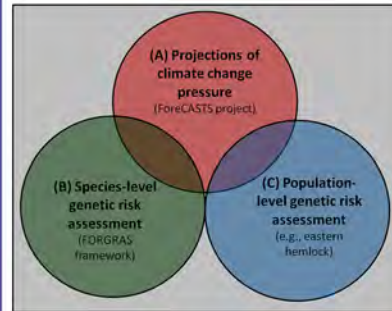 (A) Projections of
climate change
pressure
(ForeCASTS project)
(B) Species-level
genetic risk
assessment
(FORGRAS
framework)
(C) Population-
level genetic risk
assessment
(e.g., eastern
hemlock)